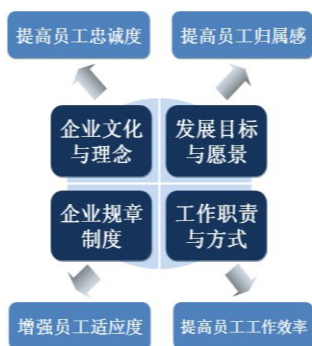 提高员工忠诚度
提高员工归属感
企业文化
与理念
发展目标
与愿景
企业规章
制度
工作职责
与方式
增强员工适应度
提高员工工作效率